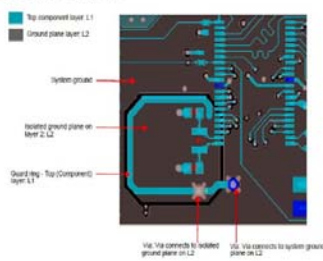 Top component layer: L1
Ground plane layer: L2
System ground
Isolated ground plane on
layer 2: L2
Guard ring - Top (Component)
layer: L1
Via: Via connects to isolated
ground plane on L2
Via: Via connects to system ground
plane on L2